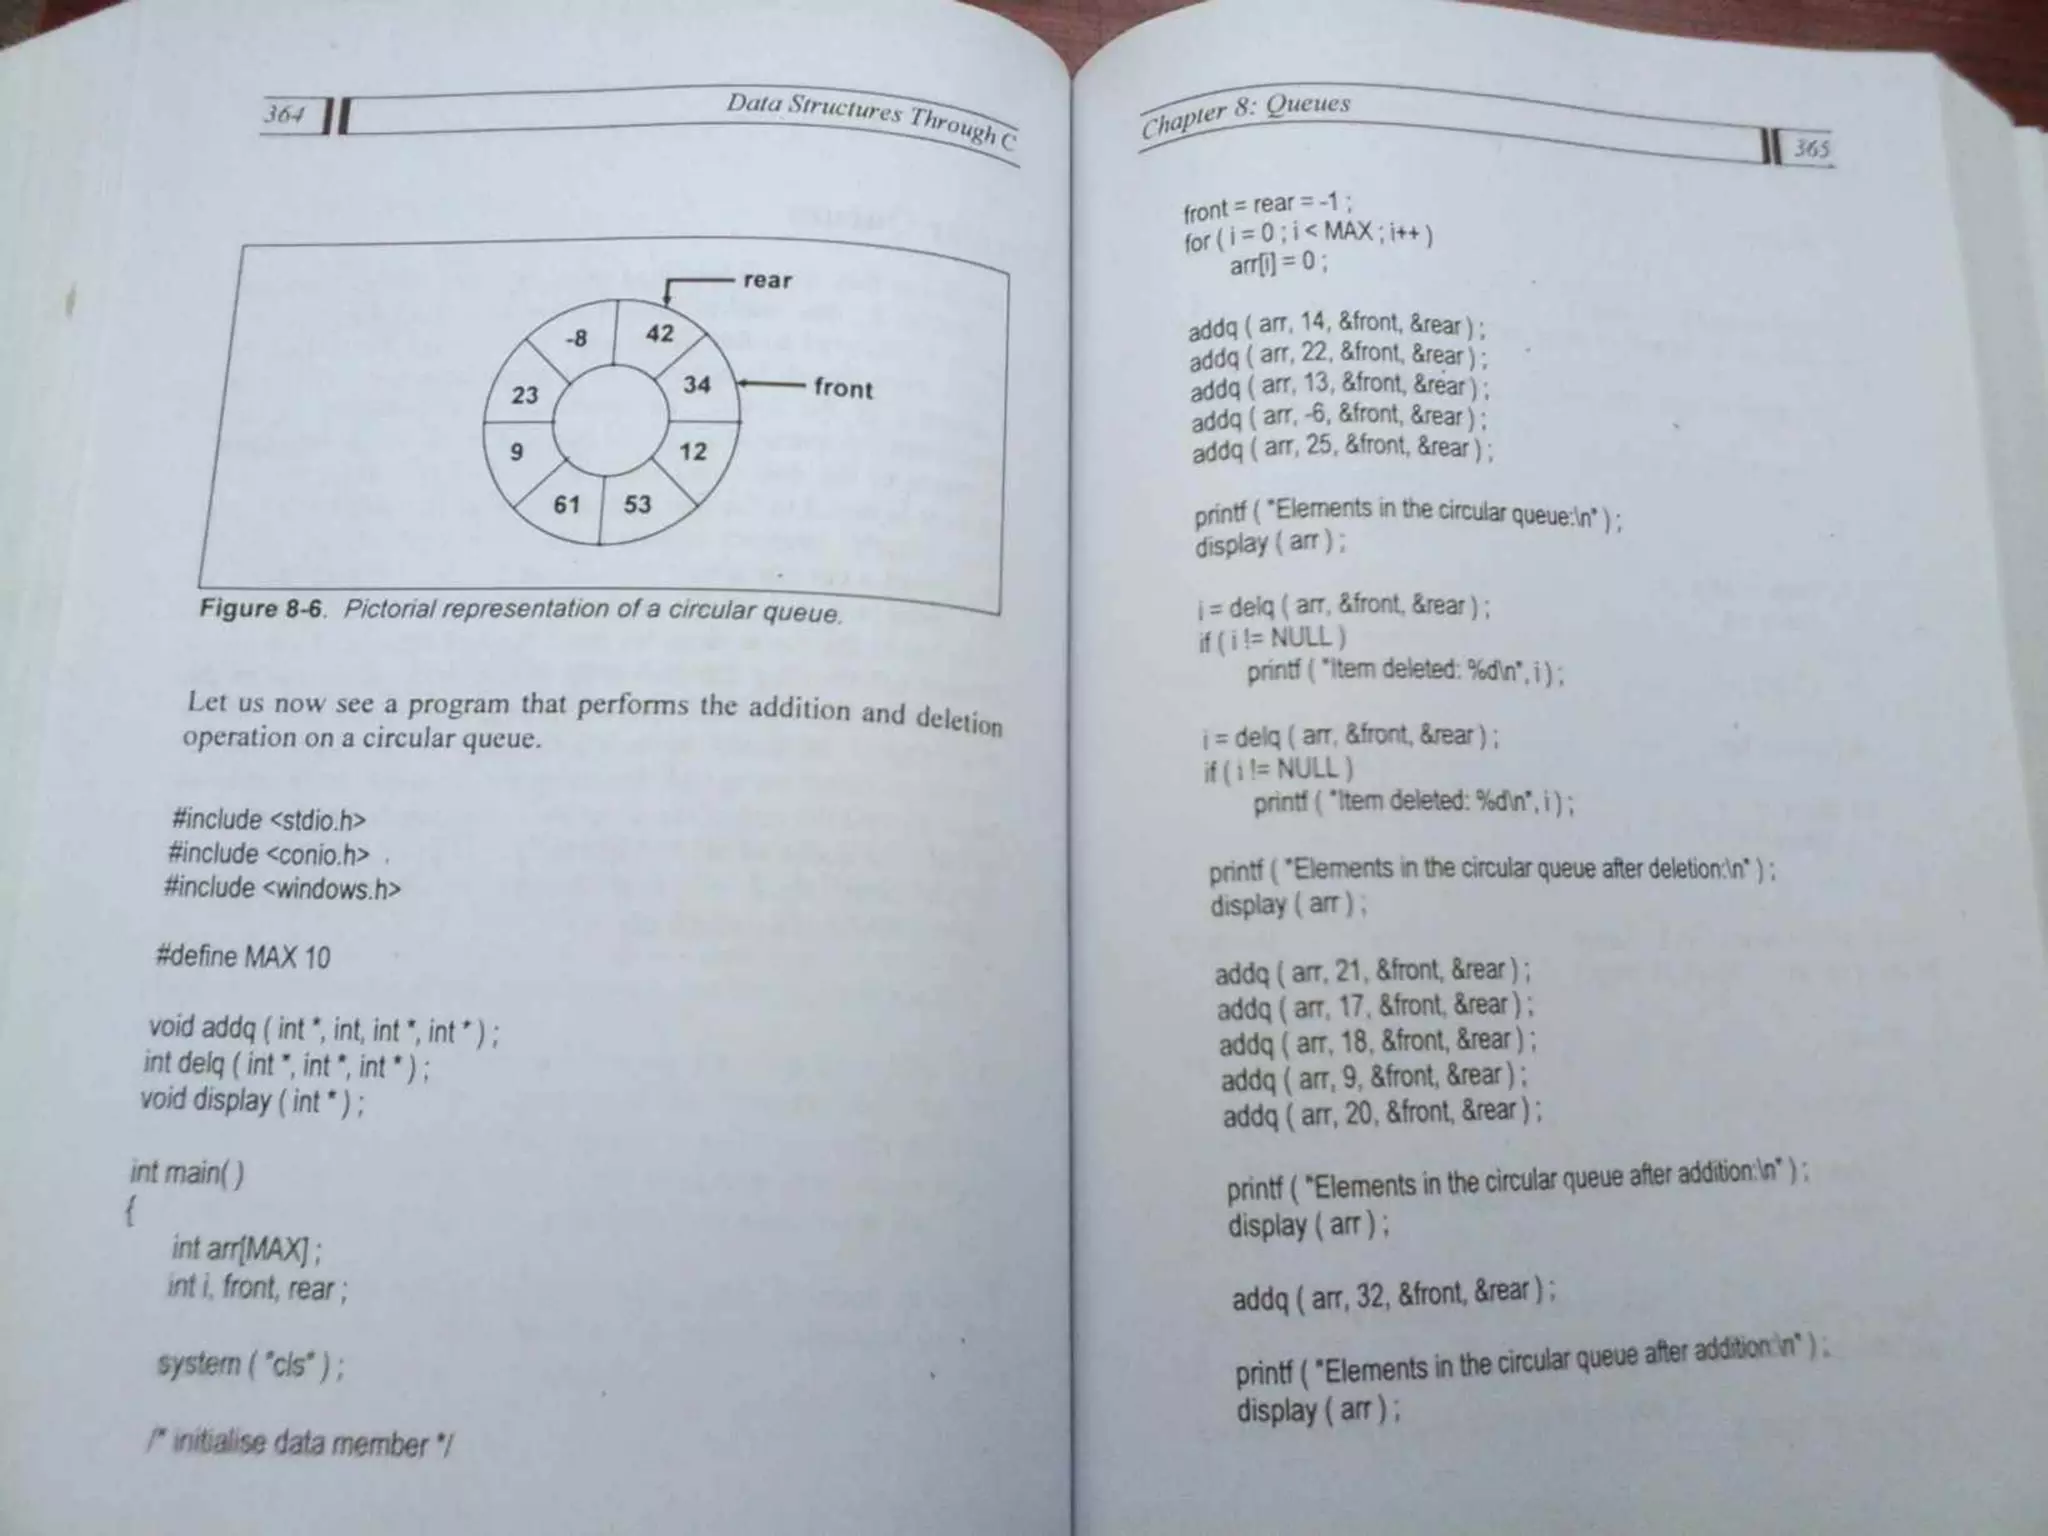 364
Data Structures Through C
rear
-8 42
23 34 front
9 12
61 53
Figure 8-6. Pictorial representation of a circular queue.
Let us now see a program that performs the addition and deletion
operation on a circular queue.
#include <stdio.h>
#include <conio.h>
#include <windows.h>
#define MAX 10
void addq ( int *, int, int *, int * ) ;
int delq ( int *, int *, int * ) ;
void display ( int * ) ;
int main( )
{
int arr[MAX] ;
int i, front, rear ;
system ( "cls" ) ;
/* initialise data member */
Chapter 8: Queues
365
front = rear = -1 ;
for ( i = 0 ; i < MAX ; i++ )
arr[i] = 0 ;
addq ( arr, 14, &front, &rear ) ;
addq ( arr, 22, &front, &rear ) ;
addq ( arr, 13, &front, &rear ) ;
addq ( arr, -6, &front, &rear ) ;
addq ( arr, 25, &front, &rear ) ;
printf ( "Elements in the circular queue:\n" ) ;
display ( arr ) ;
i = delq ( arr, &front, &rear ) ;
if ( i != NULL )
printf ( "Item deleted: %d\n", i ) ;
i = delq ( arr, &front, &rear ) ;
if ( i != NULL )
printf ( "Item deleted: %d\n", i ) ;
printf ( "Elements in the circular queue after deletion:\n" ) ;
display ( arr ) ;
addq ( arr, 21, &front, &rear ) ;
addq ( arr, 17, &front, &rear ) ;
addq ( arr, 18, &front, &rear ) ;
addq ( arr, 9, &front, &rear ) ;
addq ( arr, 20, &front, &rear ) ;
printf ( "Elements in the circular queue after addition:\n" ) ;
display ( arr ) ;
addq ( arr, 32, &front, &rear ) ;
printf ( "Elements in the circular queue after addition:\n" ) ;
display ( arr ) ;